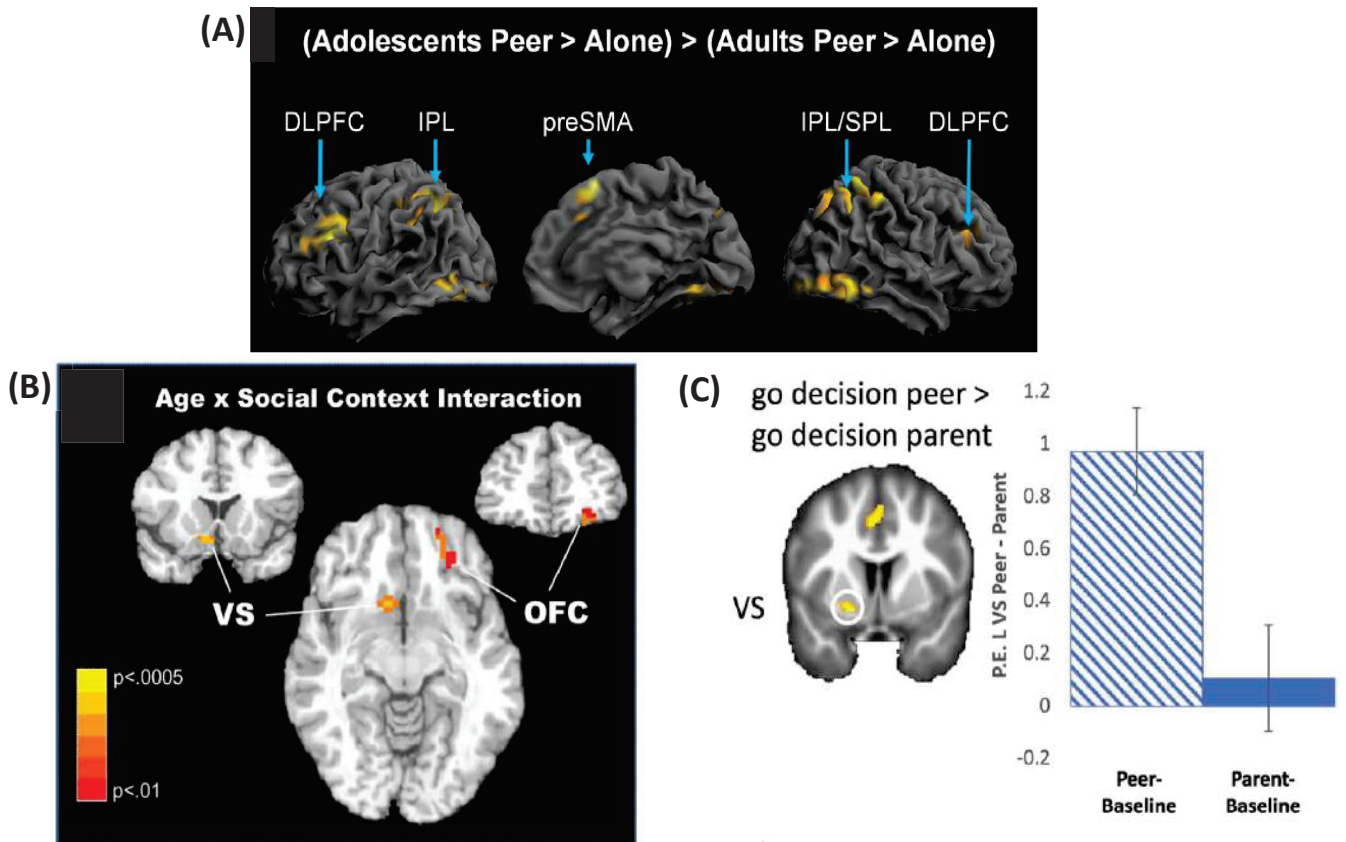 (A)
(Adolescents Peer > Alone) > (Adults Peer > Alone)
DLPFC
IPL
preSMA
IPL/SPL
DLPFC
(B)
Age x Social Context Interaction
VS
OFC
p<.0005
p<.01
(C)
go decision peer >
go decision parent
VS
P.E. L VS Peer - Parent
1.2
1
0.8
0.6
0.4
0.2
0
-0.2
Peer-
Baseline
Parent-
Baseline